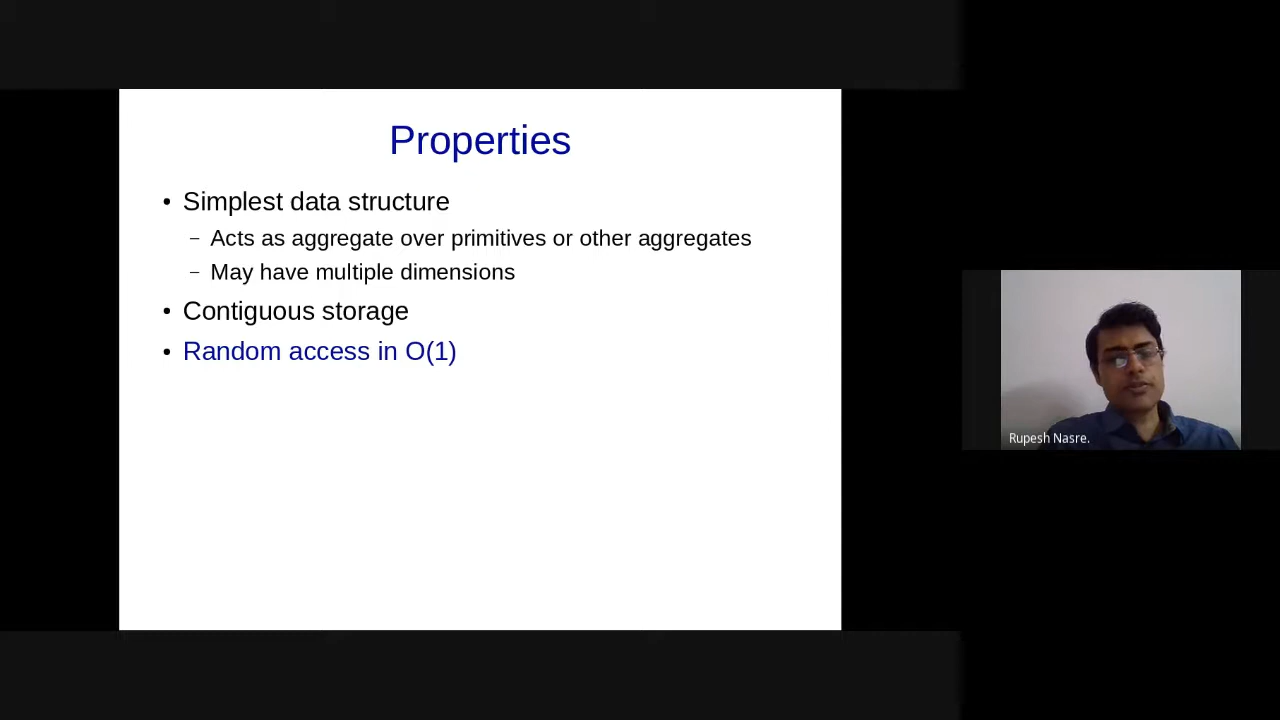 Properties
• Simplest data structure
– Acts as aggregate over primitives or other aggregates
– May have multiple dimensions
• Contiguous storage
• Random access in O(1)
Rupesh Nasre.